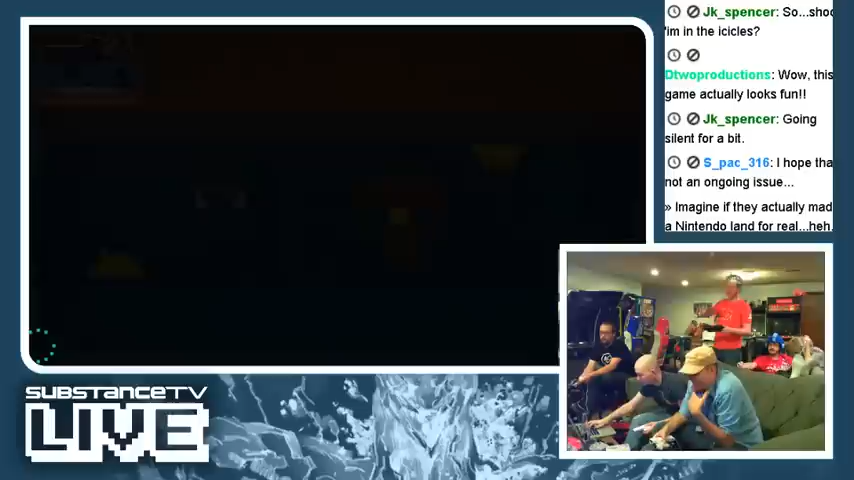 Jk_spencer: So...shoo
'im in the icicles?
Dtwoproductions: Wow, this
game actually looks fun!!
Jk_spencer: Going
silent for a bit.
S_pac_316: I hope tha
not an ongoing issue...
» Imagine if they actually mad
a Nintendo land for real...heh.
SUBSTANCETV
LIVE